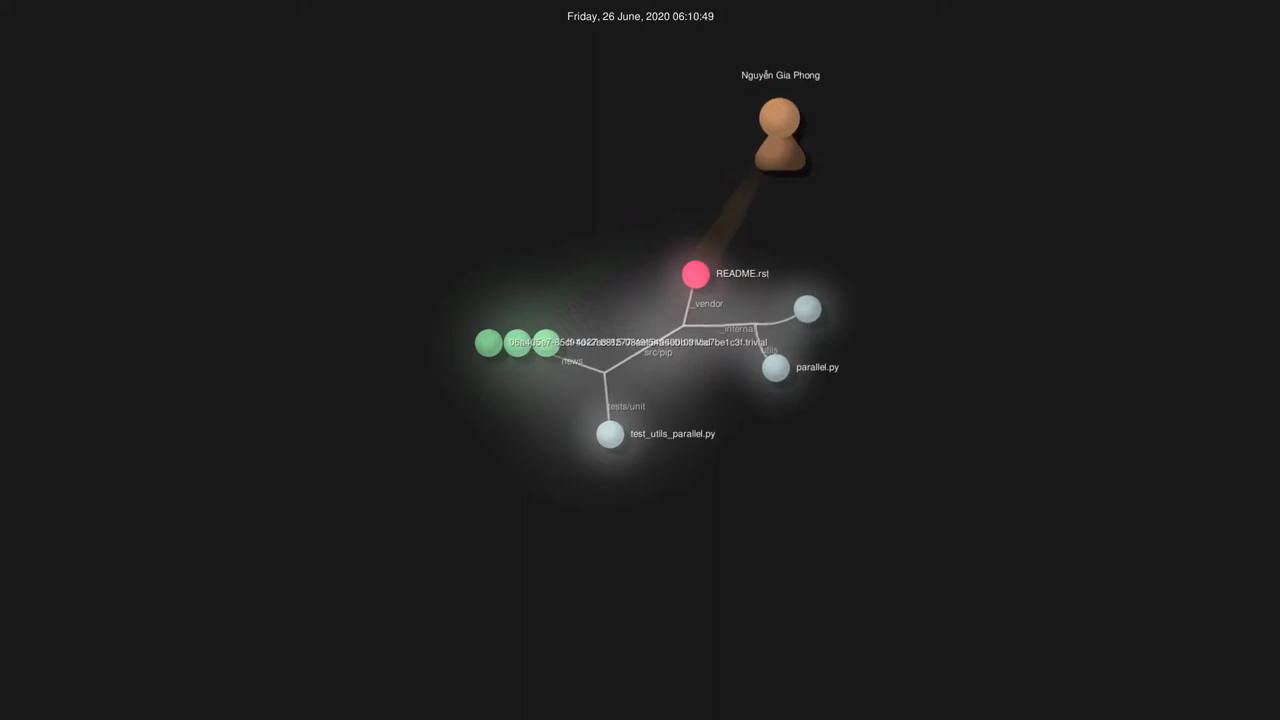 Friday, 26 June, 2020 06:10:49
Nguyễn Gia Phong
README.rst
_vendor
_internal
src/pip
utils
news
parallel.py
tests/unit
test_utils_parallel.py